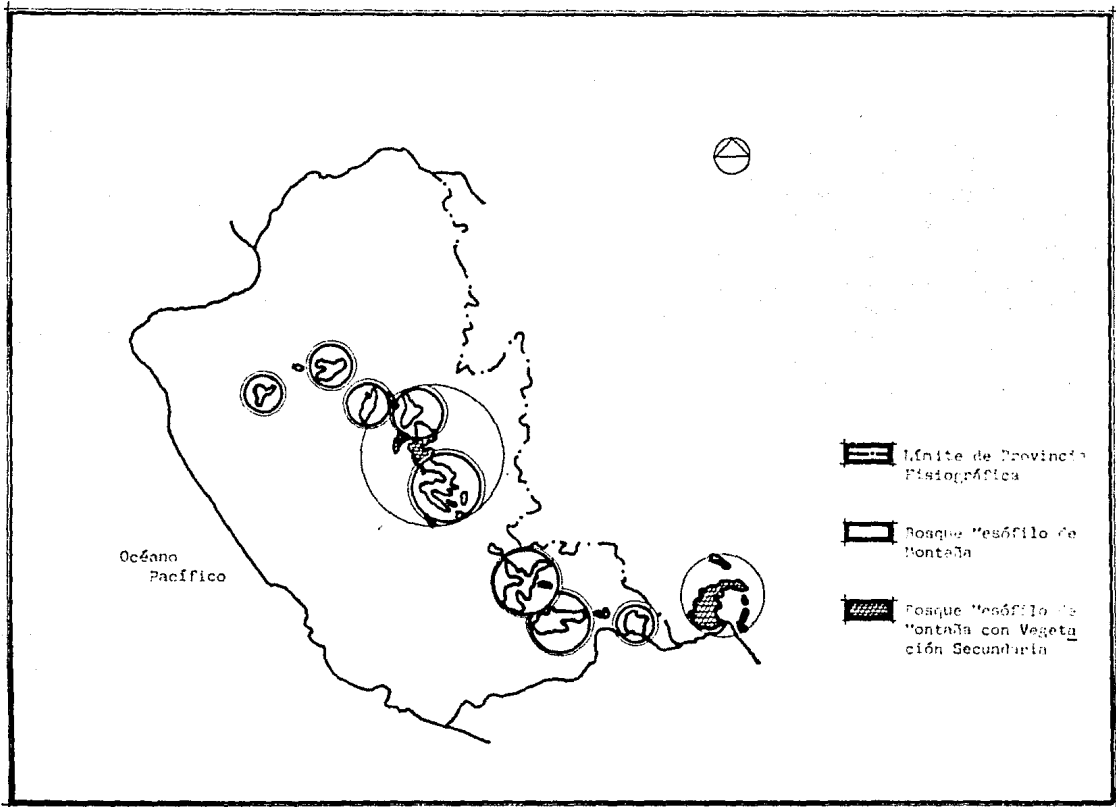 Océano
Pacífico
Límite de Provincia
Fisiográfica
Bosque Mesófilo de
Montaña
Bosque Mesófilo de
Montaña con Vegeta
ción Secundaria